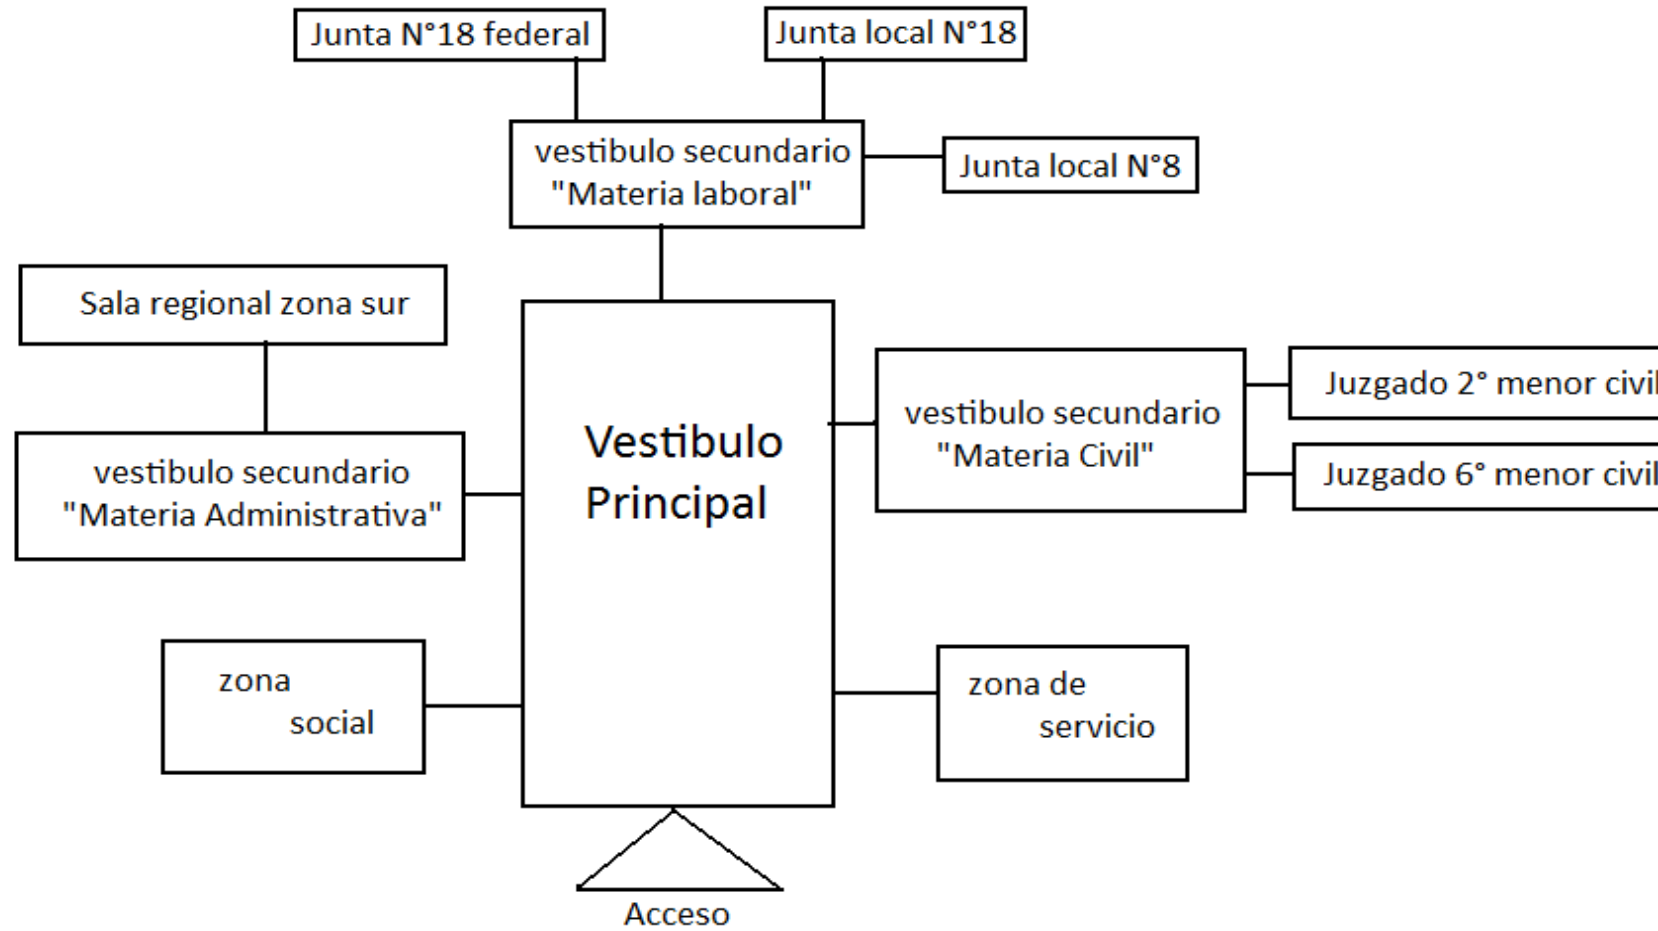 Junta N°18 federal
Junta local N°18
vestibulo secundario
"Materia laboral"
Junta local N°8
Sala regional zona sur
vestibulo secundario
"Materia Administrativa"
Vestibulo
Principal
vestibulo secundario
"Materia Civil"
Juzgado 2° menor civil
Juzgado 6° menor civil
zona
social
zona de
servicio
Acceso